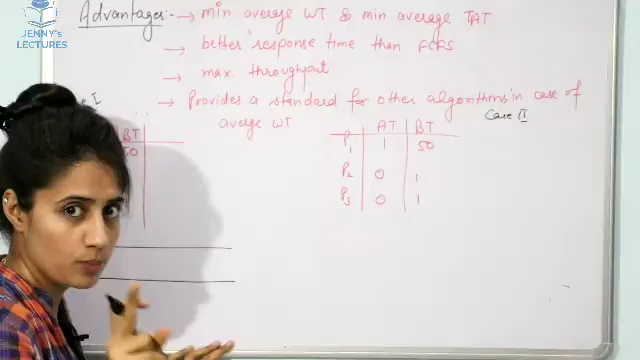 JENNY'S
LECTURES
Advantages:- → min averge WT & min average TAT
→ better response time than FCFS
→ max. throughput
→ Provides a standard for other algorithms in case of
averge WT
I
Case II
BT
50
AT BT
P1 1 50
P2 0 1
P3 0 1